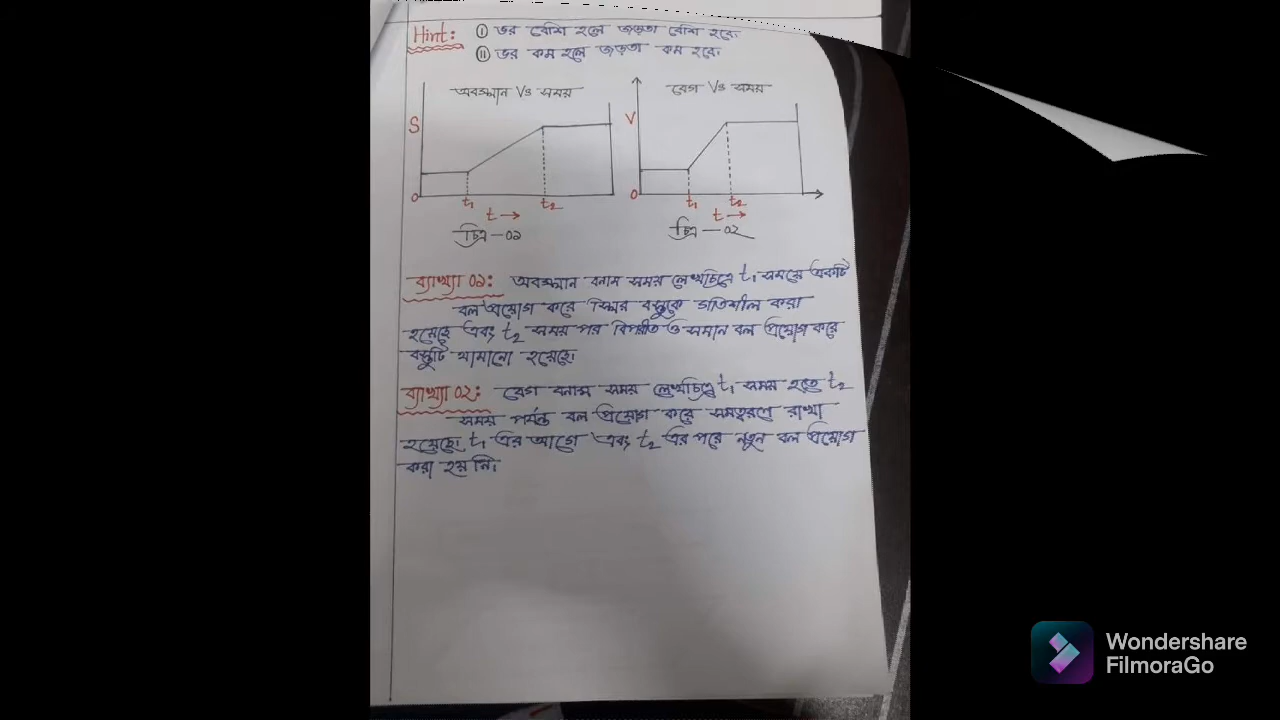 Hint: ⓘ ভর বেশি হলে জড়তা বেশি হবে।
ⓘⓘ ভর কম হলে জড়তা কম হবে।
অবস্থান Vs সময়
বেগ Vs সময়
S
V
0
t₁
t₂
0
t₁
t₂
t →
t →
চিত্র – ০১
চিত্র – ০২
ব্যাখ্যা ০১: অবস্থান বনাম সময় লেখচিত্রে t₁ সময়ে একটি
বল প্রয়োগ করে স্থির বস্তুকে গতিশীল করা
হয়েছে এবং t₂ সময় পর বিপরীত ও সমান বল প্রয়োগ করে
বস্তুটি থামানো হয়েছে।
ব্যাখ্যা ০২: বেগ বনাম সময় লেখচিত্রে t₁ সময় হতে t₂
সময় পর্যন্ত বল প্রয়োগ করে সমত্বরণে রাখা
হয়েছে। t₁ এর আগে এবং t₂ এর পরে নতুন বল প্রয়োগ
করা হয় নি।
Wondershare
FilmoraGo